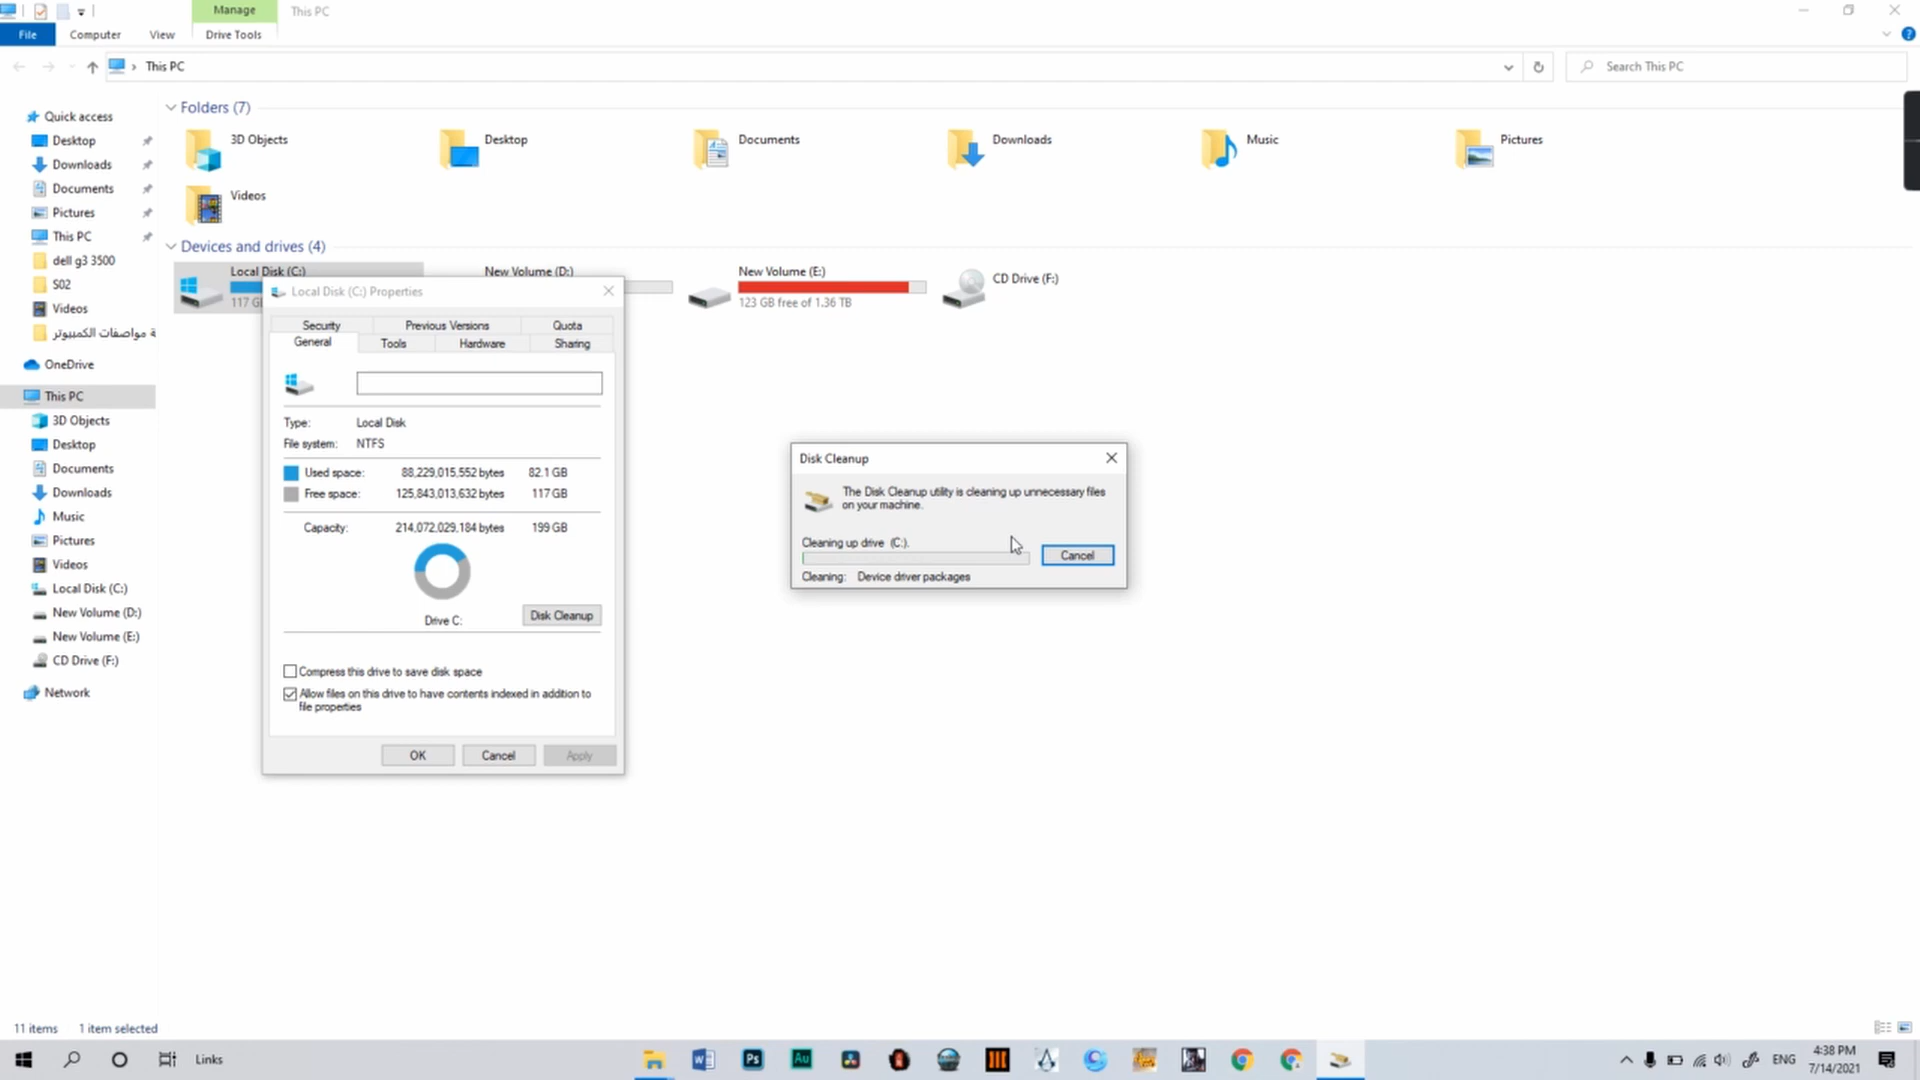 Manage
This PC
File
Computer
View
Drive Tools
This PC
Search This PC
Quick access
Desktop
Downloads
Documents
Pictures
This PC
dell g3 3500
S02
Videos
ة مواصفات الكمبيوتر
OneDrive
This PC
3D Objects
Desktop
Documents
Downloads
Music
Pictures
Videos
Local Disk (C:)
New Volume (D:)
New Volume (E:)
CD Drive (F:)
Network
Folders (7)
3D Objects
Desktop
Documents
Downloads
Music
Pictures
Videos
Devices and drives (4)
Local Disk (C:)
117 G
New Volume (D:)
New Volume (E:)
123 GB free of 1.36 TB
CD Drive (F:)
Local Disk (C:) Properties
Security
Previous Versions
Quota
General
Tools
Hardware
Sharing
Type: Local Disk
File system: NTFS
Used space: 88,229,015,552 bytes 82.1 GB
Free space: 125,843,013,632 bytes 117 GB
Capacity: 214,072,029,184 bytes 199 GB
Drive C:
Disk Cleanup
Compress this drive to save disk space
Allow files on this drive to have contents indexed in addition to
file properties
OK
Cancel
Apply
Disk Cleanup
The Disk Cleanup utility is cleaning up unnecessary files
on your machine.
Cleaning up drive (C:).
Cancel
Cleaning: Device driver packages
11 items
1 item selected
Links
Ps
Au
ENG
4:38 PM
7/14/2021